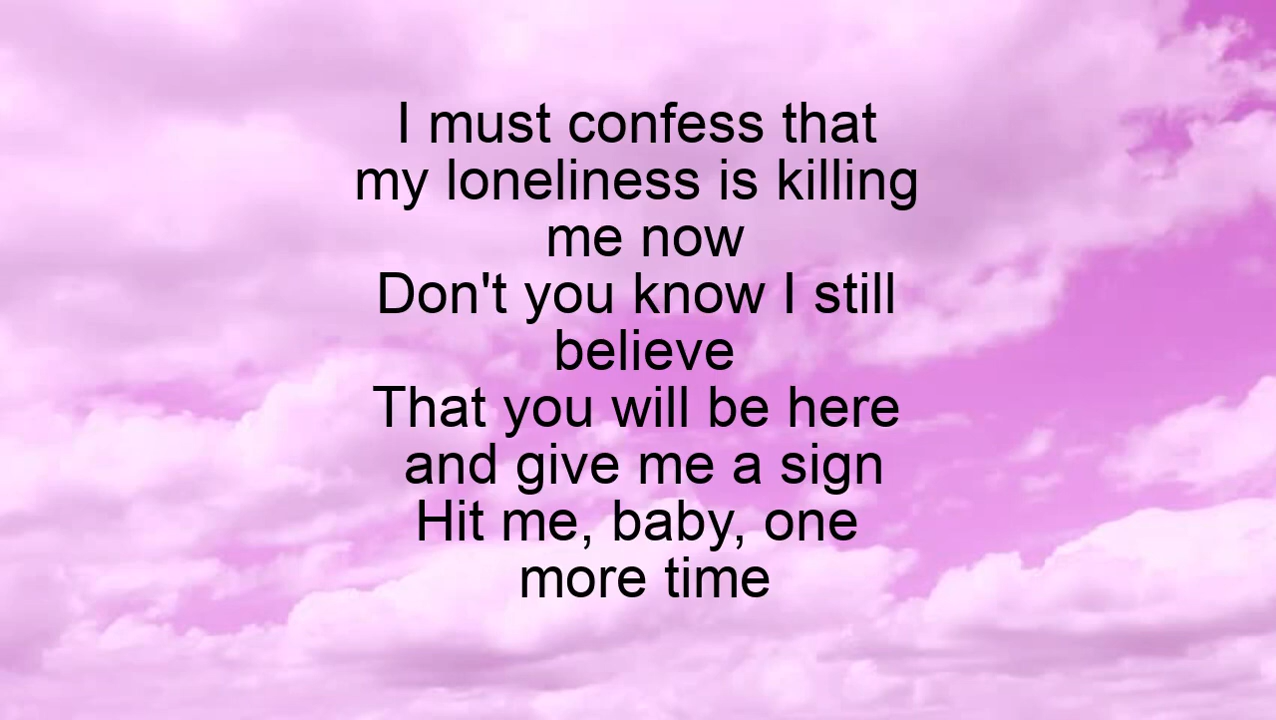 I must confess that
my loneliness is killing
me now
Don't you know I still
believe
That you will be here
and give me a sign
Hit me, baby, one
more time